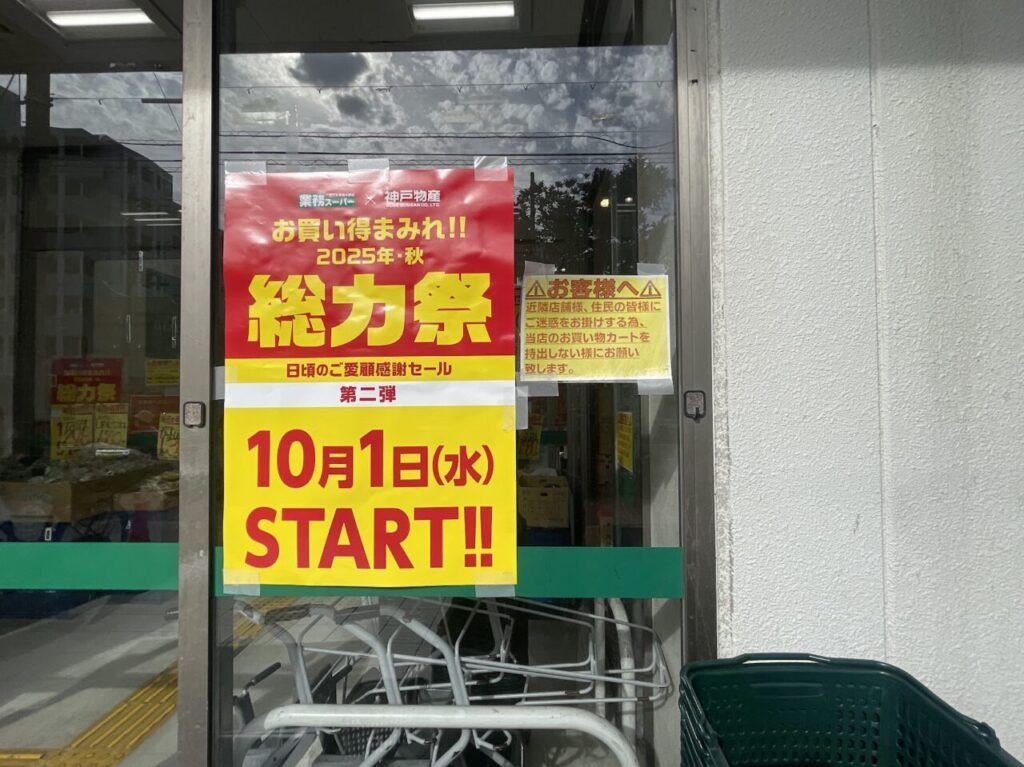 業務スーパー × 神戸物産
お買い得まみれ!!
2025年・秋
総力祭
日頃のご愛顧感謝セール
第二弾
10月1日(水)
START!!
⚠お客様へ⚠
近隣店舗様、住民の皆様に
ご迷惑をお掛けする為、
当店のお買い物カートを
持出しない様にお願い
致します。
総力祭